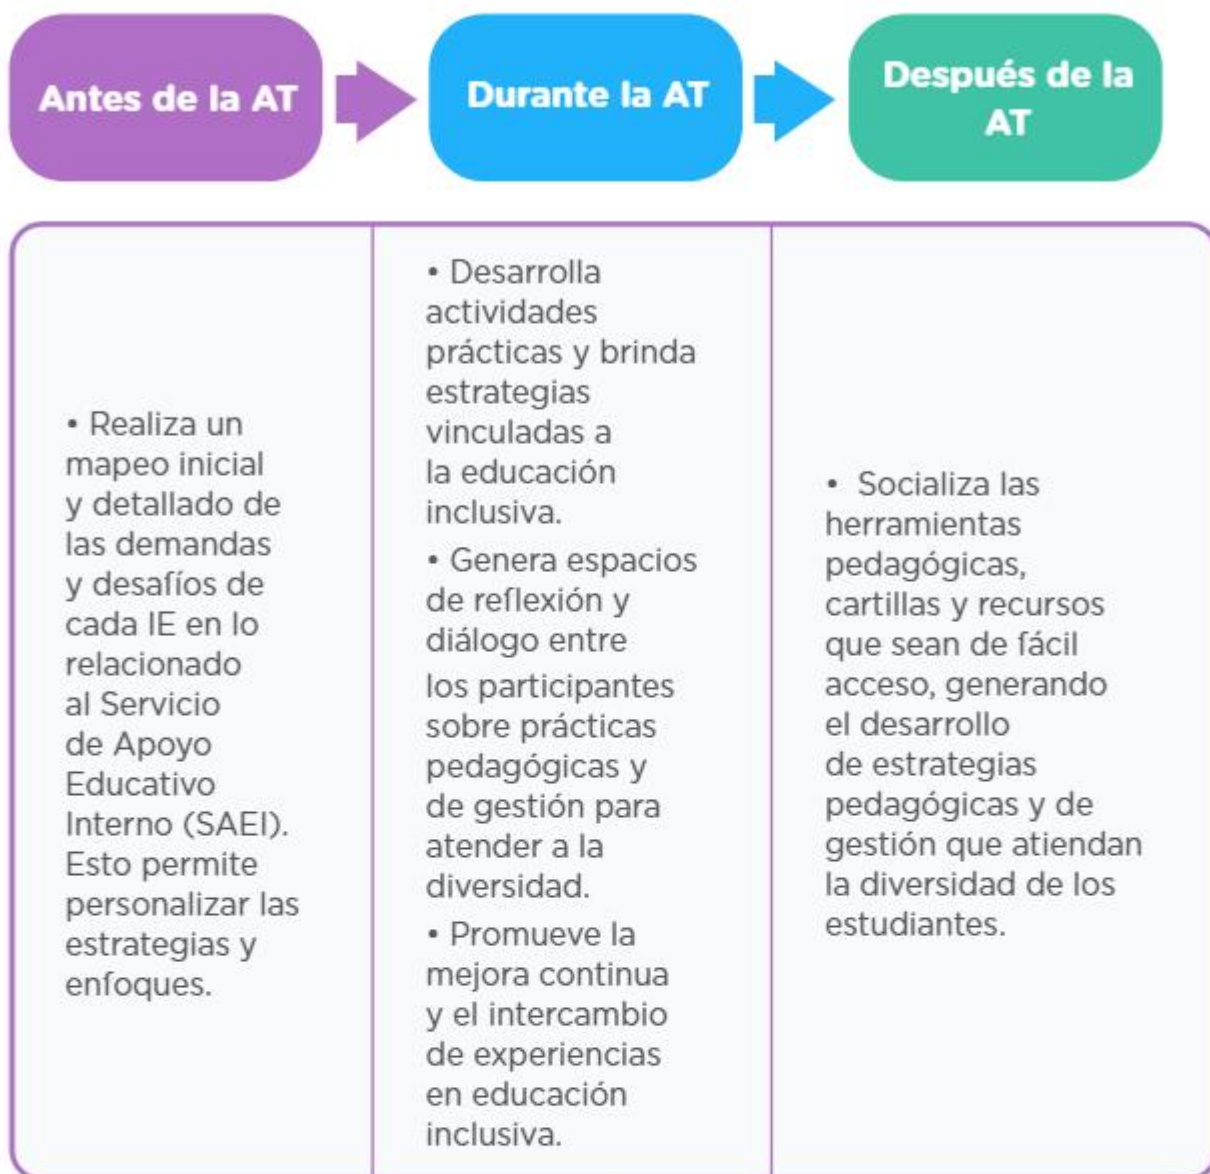 Antes de la AT
Durante la AT
Después de la
AT
• Realiza un
mapeo inicial
y detallado de
las demandas
y desafíos de
cada IE en lo
relacionado
al Servicio
de Apoyo
Educativo
Interno (SAEI).
Esto permite
personalizar las
estrategias y
enfoques.
• Desarrolla
actividades
prácticas y brinda
estrategias
vinculadas a
la educación
inclusiva.
• Genera espacios
de reflexión y
diálogo entre
los participantes
sobre prácticas
pedagógicas y
de gestión para
atender a la
diversidad.
• Promueve la
mejora continua
y el intercambio
de experiencias
en educación
inclusiva.
• Socializa las
herramientas
pedagógicas,
cartillas y recursos
que sean de fácil
acceso, generando
el desarrollo
de estrategias
pedagógicas y de
gestión que atiendan
la diversidad de los
estudiantes.